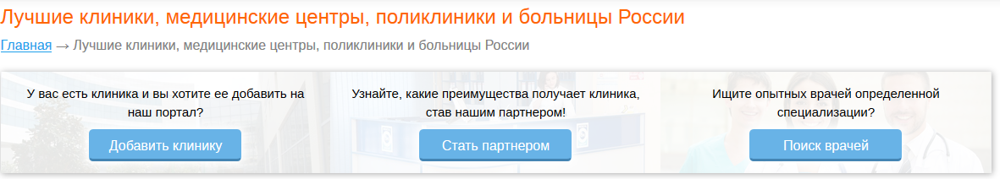 Лучшие клиники, медицинские центры, поликлиники и больницы России
Главная → Лучшие клиники, медицинские центры, поликлиники и больницы России
У вас есть клиника и вы хотите ее добавить на
наш портал?
Добавить клинику
Узнайте, какие преимущества получает клиника,
став нашим партнером!
Стать партнером
Ищите опытных врачей определенной
специализации?
Поиск врачей